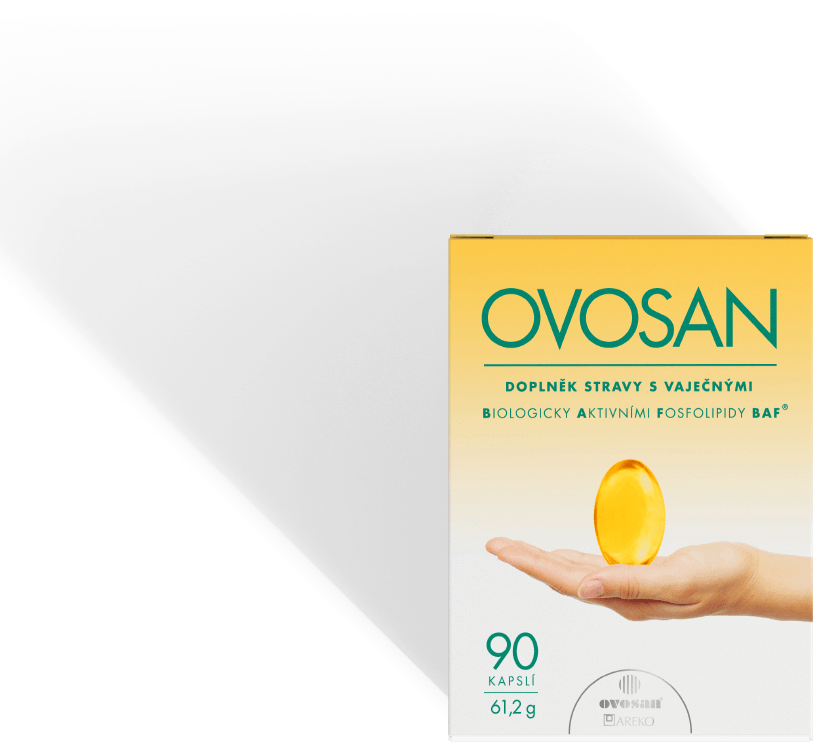 OVOSAN
DOPLNĚK STRAVY S VAJEČNÝMI
BIOLOGICKY AKTIVNÍMI FOSFOLIPIDY BAF®
90
KAPSLÍ
61,2 g
ovosan
AREKO